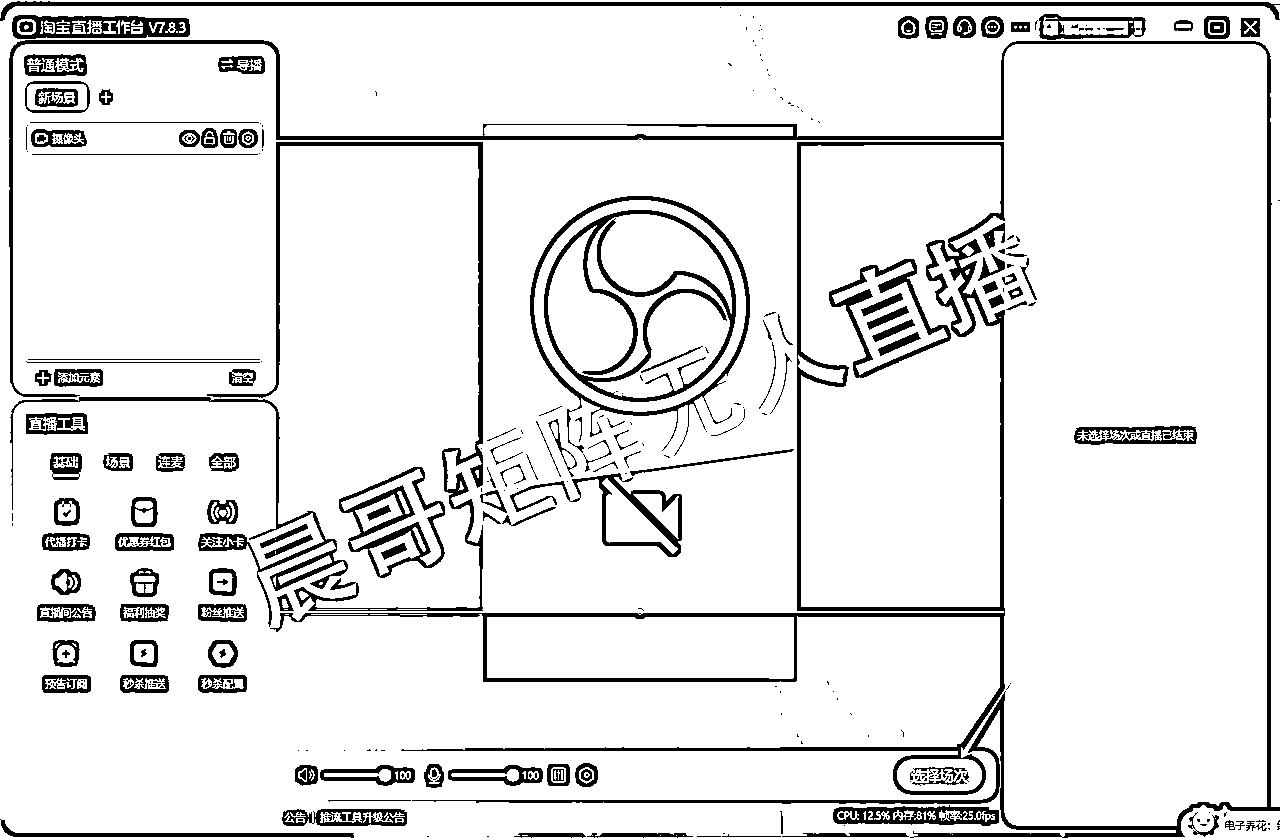 淘宝直播工作台 V7.8.3
普通模式
导播
新场景
摄像头
添加元素
清空
直播工具
基础 场景 连麦 全部
代播打卡 优惠券红包 关注小卡
直播间公告 福利抽奖 粉丝推送
预告订阅 秒杀推送 秒杀配置
晨哥矩阵无人直播
未选择场次或直播已结束
100
100
选择场次
公告 | 推流工具升级公告
CPU: 12.5% 内存:81% 帧率:25.0fps
电子养花: